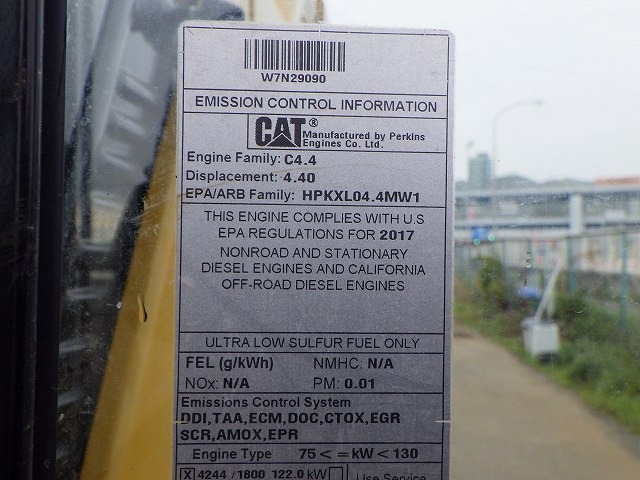 W7N29090
EMISSION CONTROL INFORMATION
CAT® Manufactured by Perkins
Engines Co. Ltd.
Engine Family: C4.4
Displacement: 4.40
EPA/ARB Family: HPKXL04.4MW1
THIS ENGINE COMPLIES WITH U.S
EPA REGULATIONS FOR 2017
NONROAD AND STATIONARY
DIESEL ENGINES AND CALIFORNIA
OFF-ROAD DIESEL ENGINES
ULTRA LOW SULFUR FUEL ONLY
FEL (g/kWh) NMHC: N/A
NOx: N/A PM: 0.01
Emissions Control System
DDI,TAA,ECM,DOC,CTOX,EGR
SCR,AMOX,EPR
Engine Type 75 < = kW < 130
X 4244 / 1800 122.0 kW Use Service